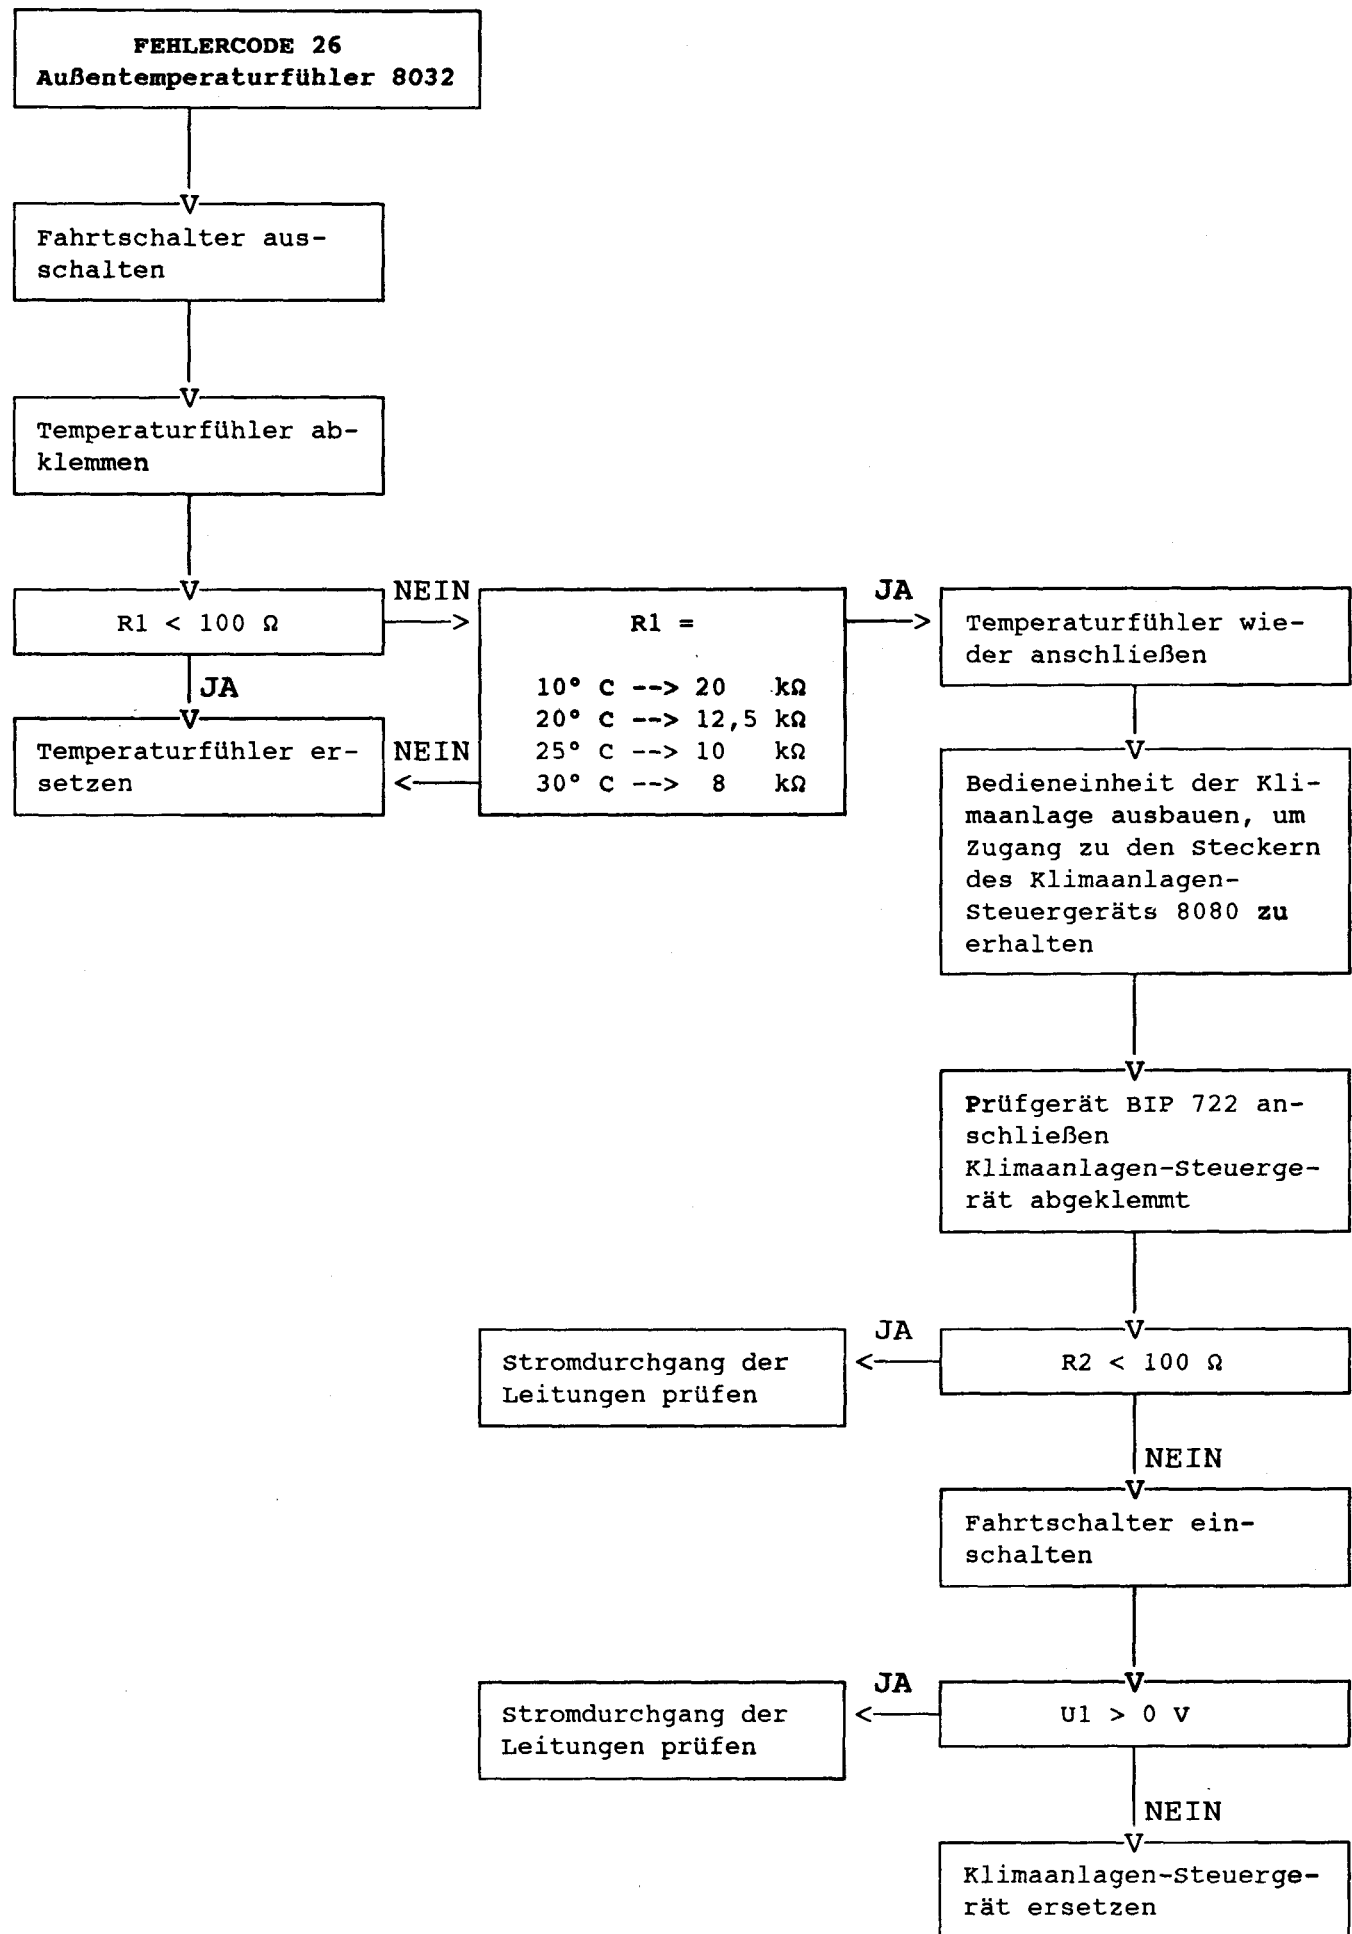 FEHLERCODE 26
Außentemperaturfühler 8032
V
Fahrtschalter aus-
schalten
V
Temperaturfühler ab-
klemmen
V
R1 < 100 Ω
NEIN
>
JA
V
Temperaturfühler er-
setzen
R1 =
10° C --> 20 kΩ
20° C --> 12,5 kΩ
25° C --> 10 kΩ
30° C --> 8 kΩ
NEIN
<
JA
>
Temperaturfühler wie-
der anschließen
V
Bedieneinheit der Kli-
maanlage ausbauen, um
Zugang zu den Steckern
des Klimaanlagen-
Steuergeräts 8080 zu
erhalten
V
Prüfgerät BIP 722 an-
schließen
Klimaanlagen-Steuerge-
rät abgeklemmt
V
R2 < 100 Ω
JA
<
Stromdurchgang der
Leitungen prüfen
NEIN
V
Fahrtschalter ein-
schalten
V
U1 > 0 V
JA
<
Stromdurchgang der
Leitungen prüfen
NEIN
V
Klimaanlagen-Steuerge-
rät ersetzen